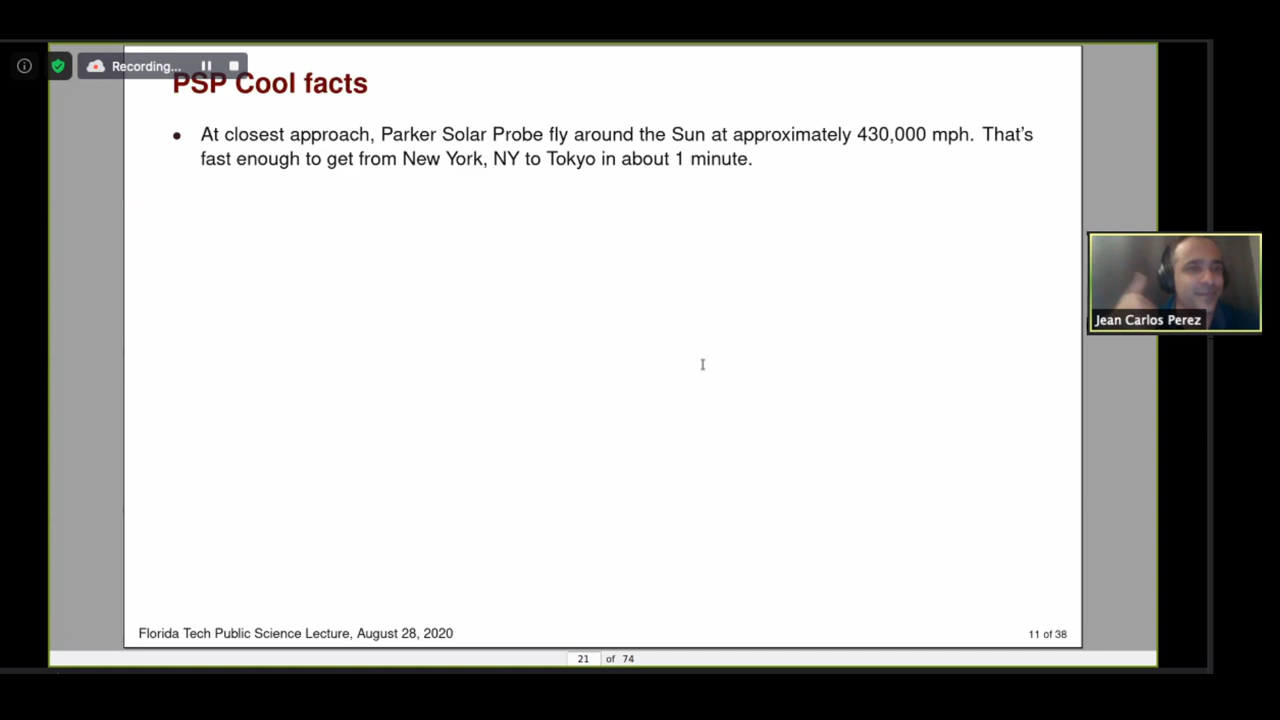 Recording...
PSP Cool facts
• At closest approach, Parker Solar Probe fly around the Sun at approximately 430,000 mph. That's
fast enough to get from New York, NY to Tokyo in about 1 minute.
Jean Carlos Perez
Florida Tech Public Science Lecture, August 28, 2020
11 of 38
21 of 74